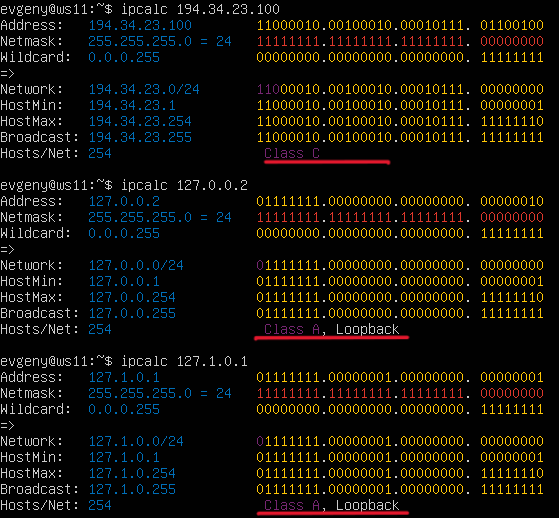 evgeny@ws11:~$ ipcalc 194.34.23.100
Address:   194.34.23.100        11000010.00100010.00010111. 01100100
Netmask:   255.255.255.0 = 24   11111111.11111111.11111111. 00000000
Wildcard:  0.0.0.255            00000000.00000000.00000000. 11111111
=>
Network:   194.34.23.0/24       11000010.00100010.00010111. 00000000
HostMin:   194.34.23.1          11000010.00100010.00010111. 00000001
HostMax:   194.34.23.254        11000010.00100010.00010111. 11111110
Broadcast: 194.34.23.255        11000010.00100010.00010111. 11111111
Hosts/Net: 254                   Class C
evgeny@ws11:~$ ipcalc 127.0.0.2
Address:   127.0.0.2            01111111.00000000.00000000. 00000010
Netmask:   255.255.255.0 = 24   11111111.11111111.11111111. 00000000
Wildcard:  0.0.0.255            00000000.00000000.00000000. 11111111
=>
Network:   127.0.0.0/24         01111111.00000000.00000000. 00000000
HostMin:   127.0.0.1            01111111.00000000.00000000. 00000001
HostMax:   127.0.0.254          01111111.00000000.00000000. 11111110
Broadcast: 127.0.0.255          01111111.00000000.00000000. 11111111
Hosts/Net: 254                   Class A, Loopback
evgeny@ws11:~$ ipcalc 127.1.0.1
Address:   127.1.0.1            01111111.00000001.00000000. 00000001
Netmask:   255.255.255.0 = 24   11111111.11111111.11111111. 00000000
Wildcard:  0.0.0.255            00000000.00000000.00000000. 11111111
=>
Network:   127.1.0.0/24         01111111.00000001.00000000. 00000000
HostMin:   127.1.0.1            01111111.00000001.00000000. 00000001
HostMax:   127.1.0.254          01111111.00000001.00000000. 11111110
Broadcast: 127.1.0.255          01111111.00000001.00000000. 11111111
Hosts/Net: 254                   Class A, Loopback